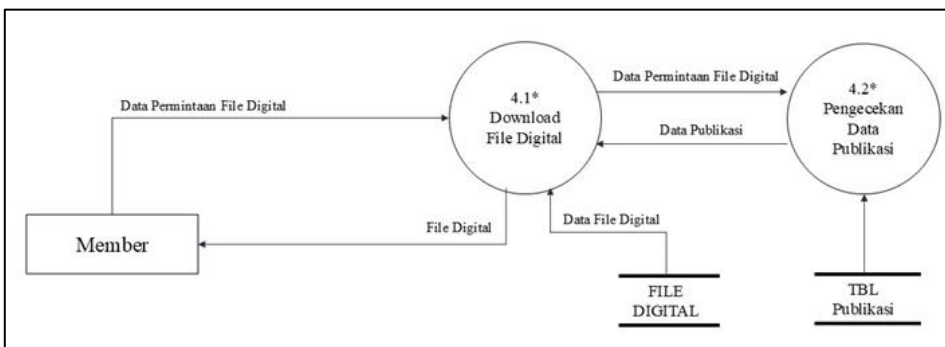 Data Permintaan File Digital
4.1*
Download
File Digital
Data Permintaan File Digital
Data Publikasi
4.2*
Pengecekan
Data
Publikasi
Member
File Digital
Data File Digital
FILE
DIGITAL
TBL
Publikasi